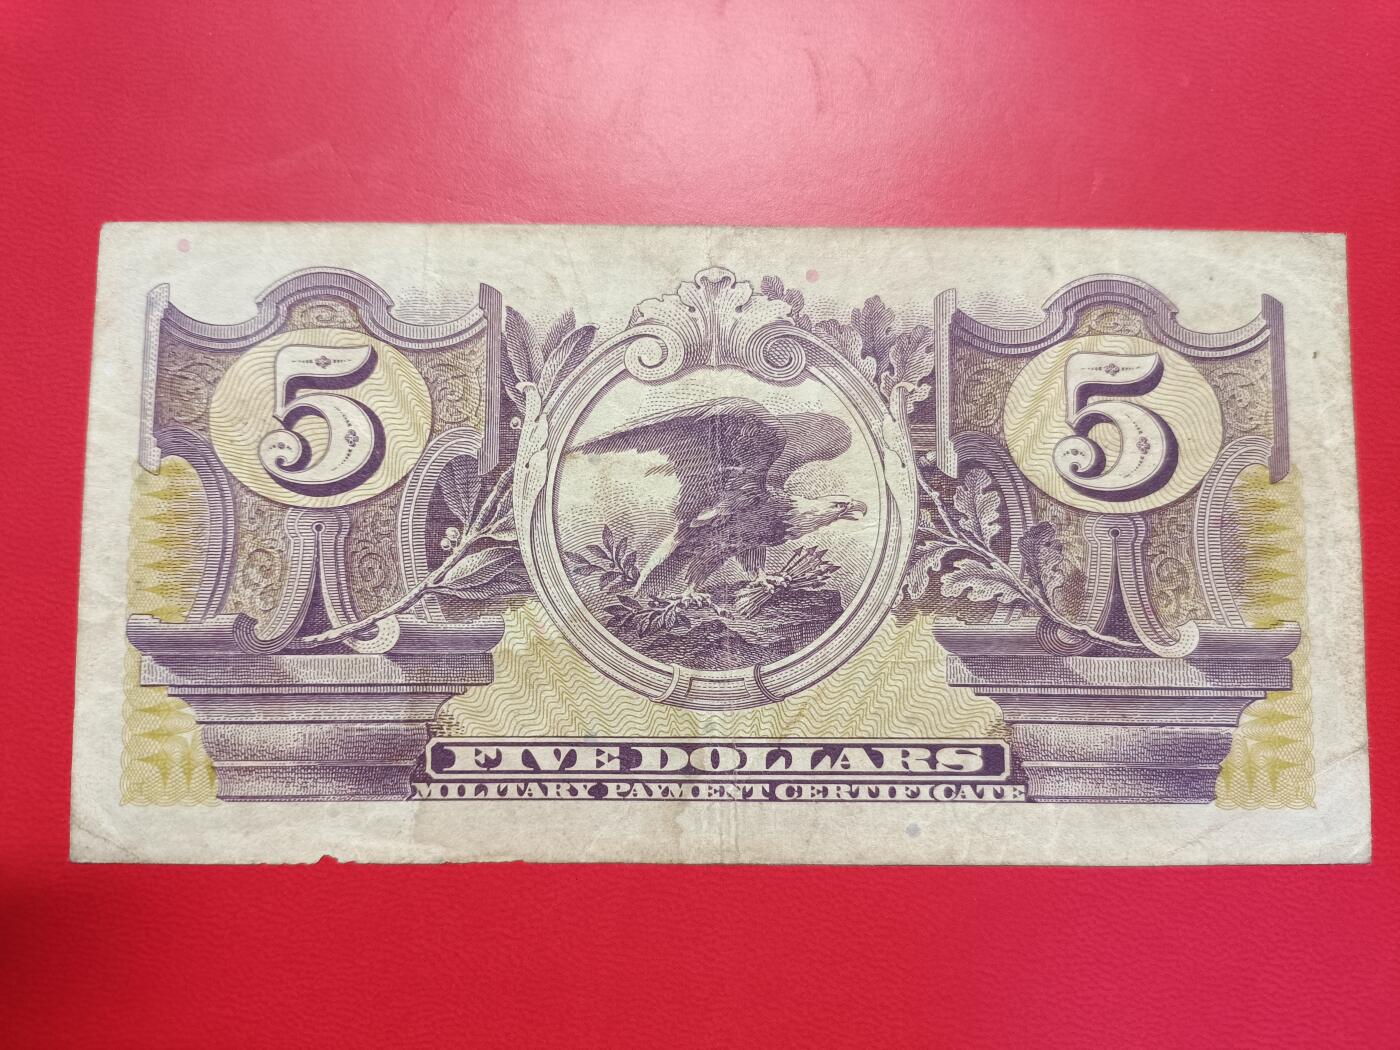 5 5
FIVE DOLLARS
MILITARY PAYMENT CERTIFICATE